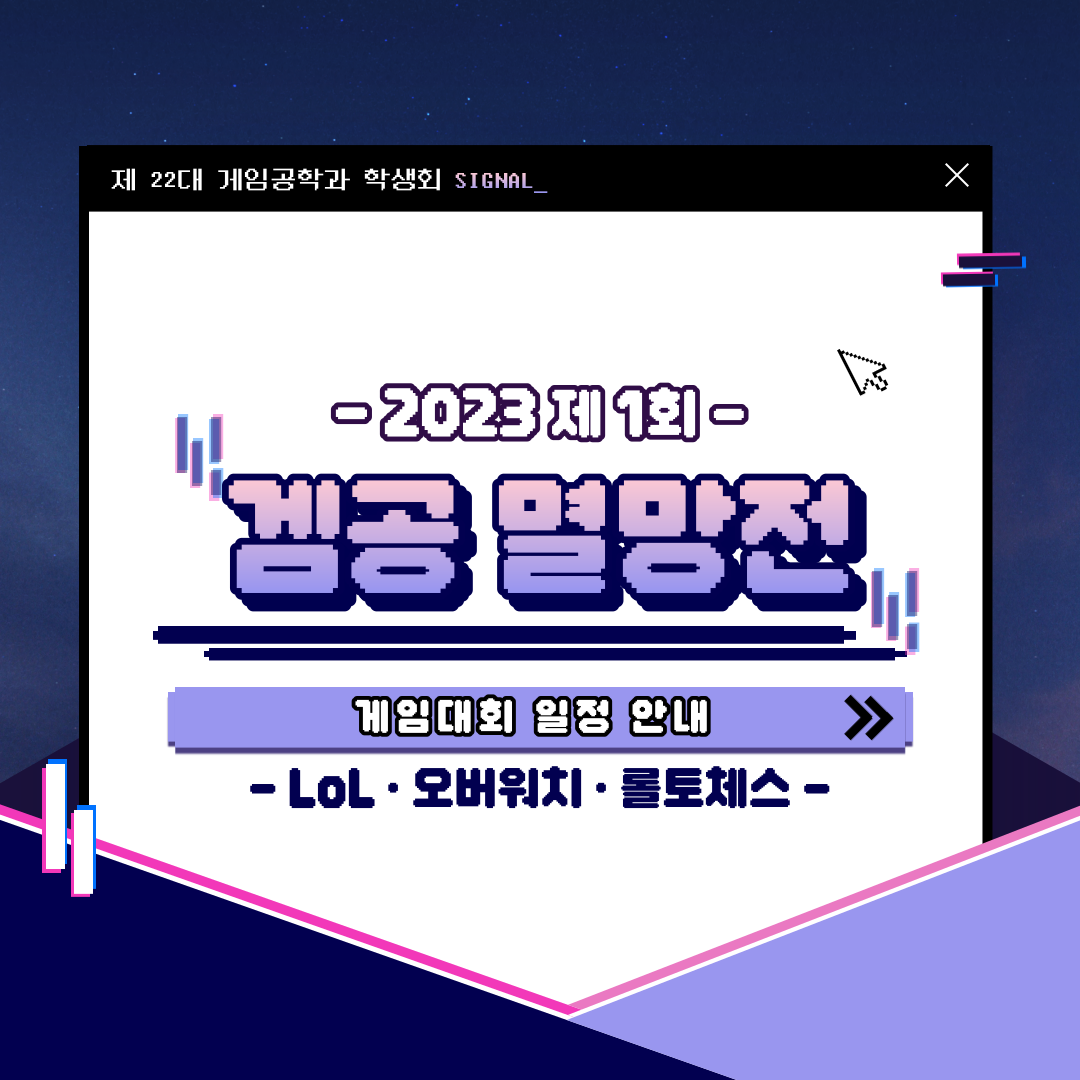 제 22대 게임공학과 학생회 SIGNAL_
- 2023 제 1회 -
겜공 멸망전
게임대회 일정 안내
- LoL · 오버워치 · 롤토체스 -